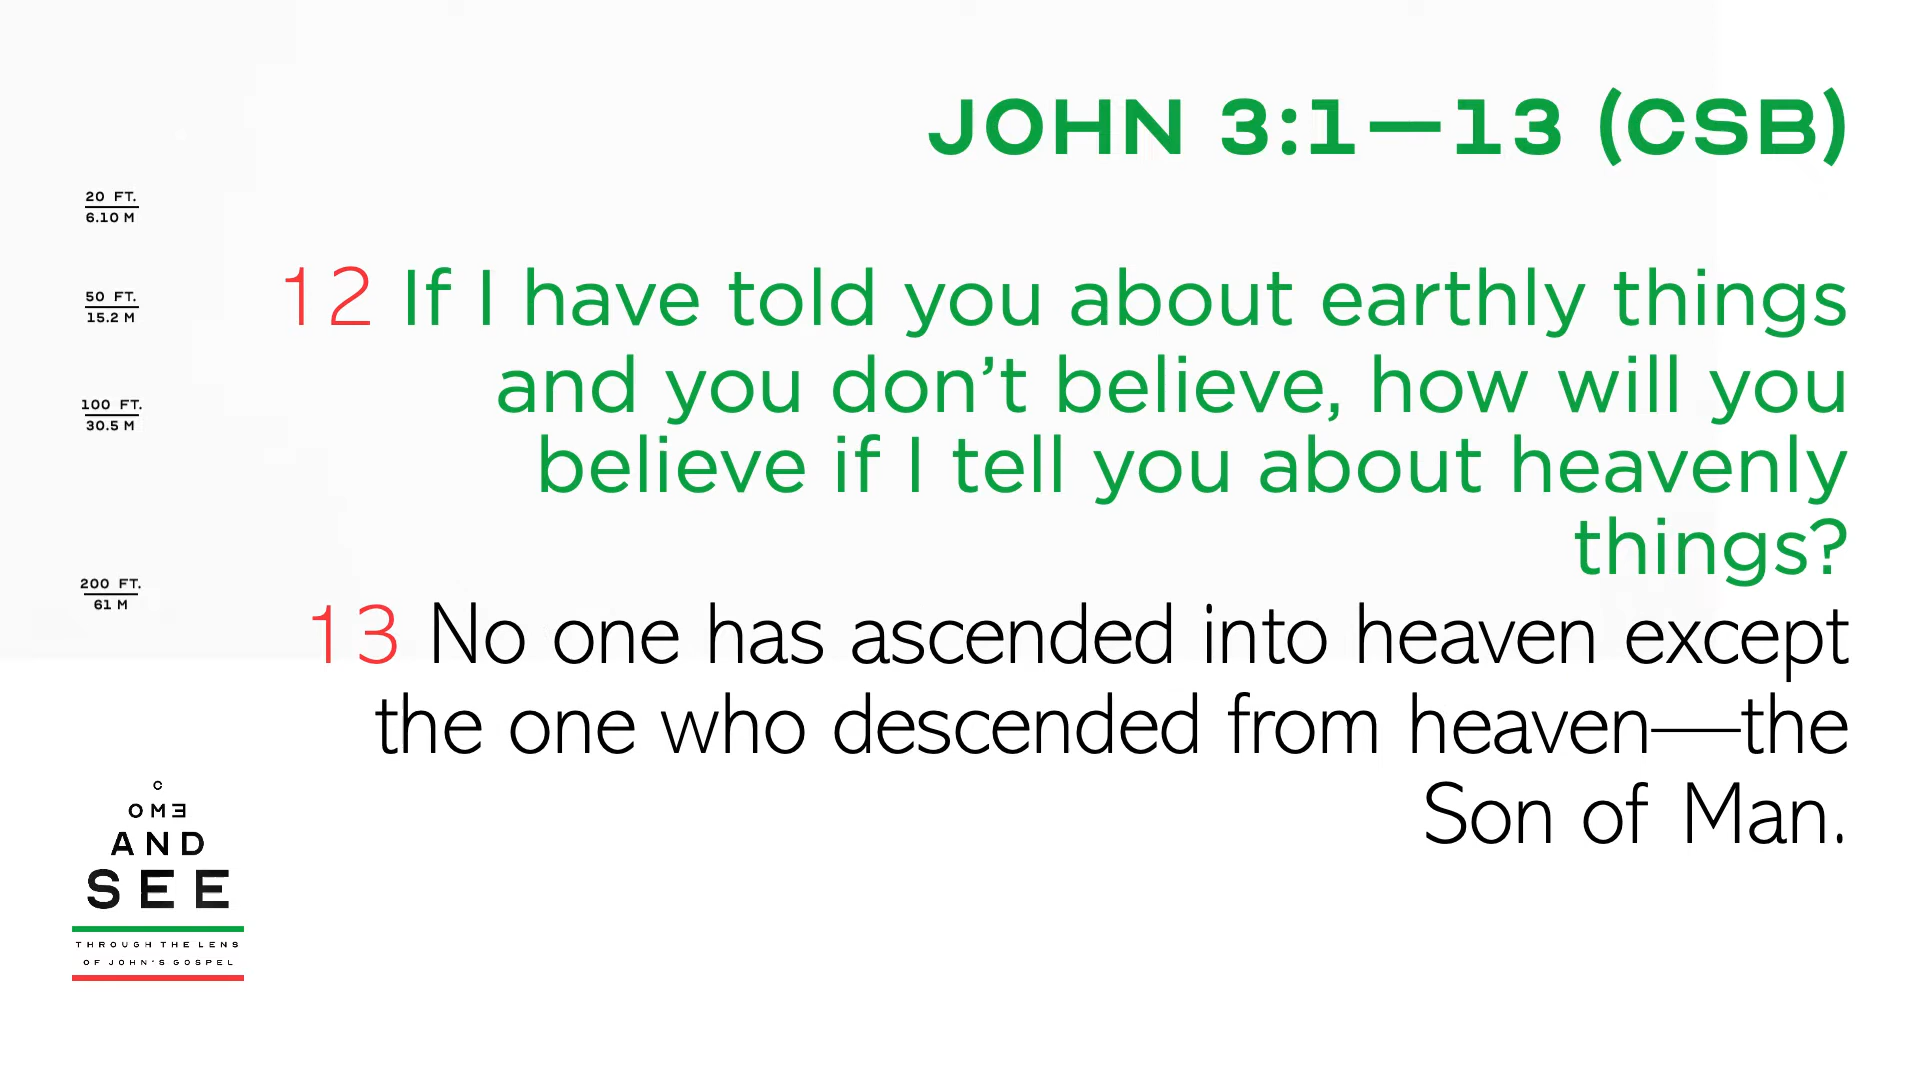 JOHN 3:1—13 (CSB)
20 FT.
6.10 M
50 FT.
15.2 M
100 FT.
30.5 M
200 FT.
61 M
12 If I have told you about earthly things
and you don’t believe, how will you
believe if I tell you about heavenly
things?
13 No one has ascended into heaven except
the one who descended from heaven—the
Son of Man.
C
OME
AND
SEE
THROUGH THE LENS
OF JOHN'S GOSPEL